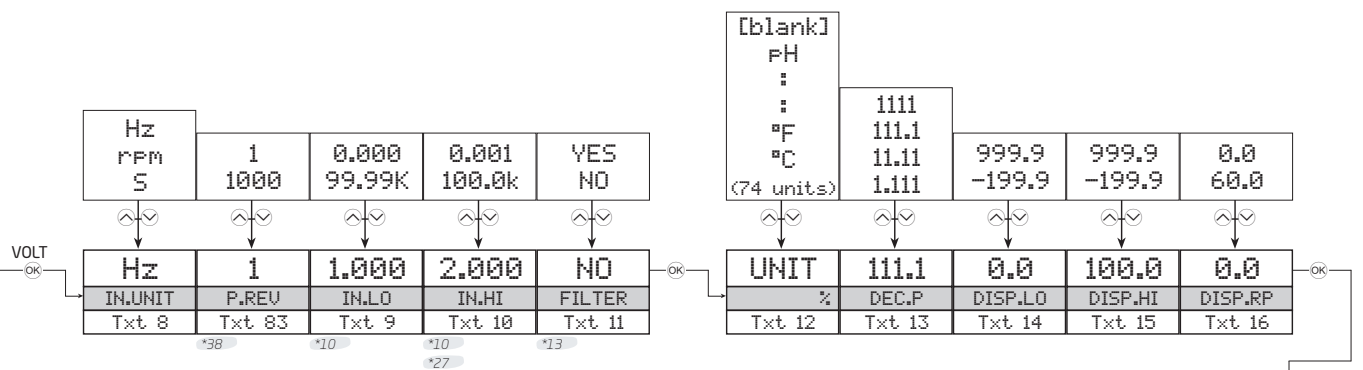 [blank]
pH
:
:
°F
°C
(74 units)
1111
111.1
11.11
1.111
Hz
rpm
S
1
1000
0.000
99.99K
0.001
100.0k
YES
NO
999.9
-199.9
999.9
-199.9
0.0
60.0
VOLT
OK
Hz 1 1.000 2.000 NO
IN.UNIT P.REV IN.LO IN.HI FILTER
Txt 8 Txt 83 Txt 9 Txt 10 Txt 11
*38 *10 *10 *13
*27
OK
UNIT 111.1 0.0 100.0 0.0
% DEC.P DISP.LO DISP.HI DISP.RP
Txt 12 Txt 13 Txt 14 Txt 15 Txt 16
OK